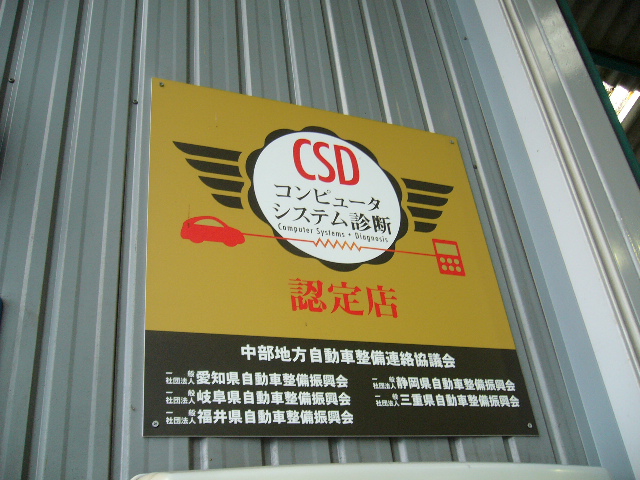 CSD
コンピュータ
システム診断
Computer Systems・Diagnosis
認定店
中部地方自動車整備連絡協議会
一般社団法人 愛知県自動車整備振興会
一般社団法人 岐阜県自動車整備振興会
一般社団法人 福井県自動車整備振興会
一般社団法人 静岡県自動車整備振興会
一般社団法人 三重県自動車整備振興会